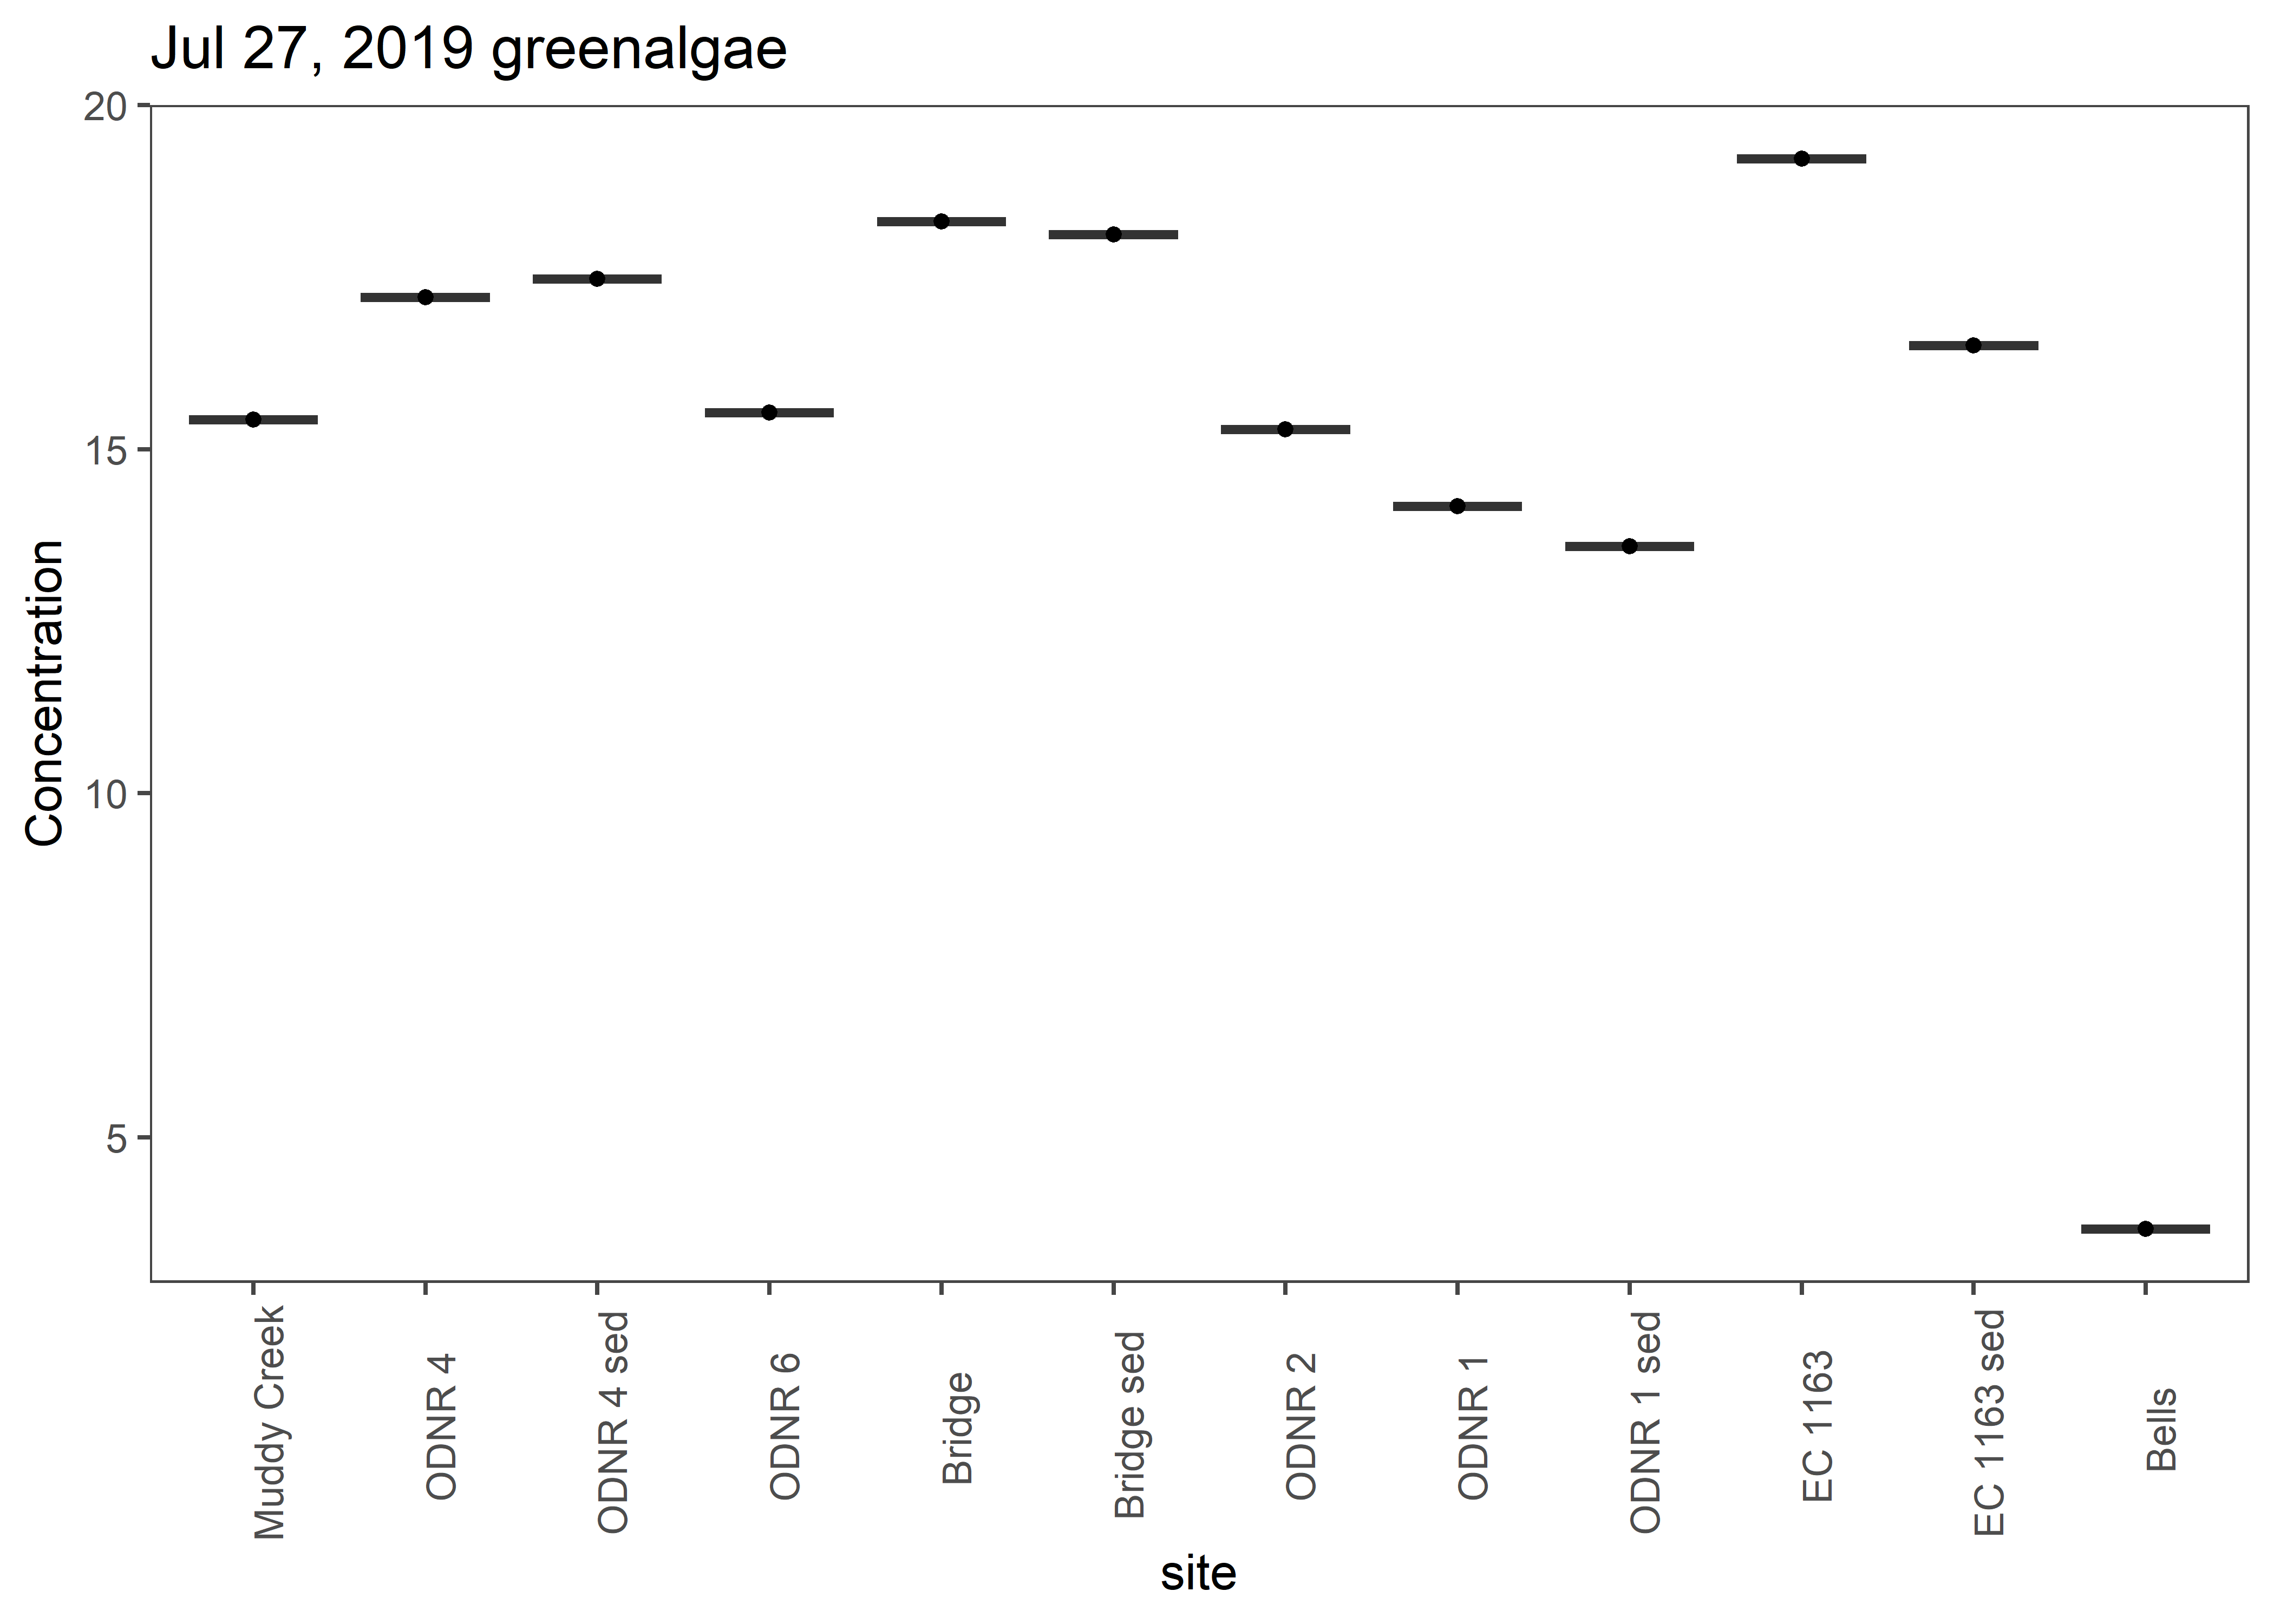 Jul 27, 2019 greenalgae
20
15
10
5
Concentration
Muddy Creek
ODNR 4
ODNR 4 sed
ODNR 6
Bridge
Bridge sed
ODNR 2
ODNR 1
ODNR 1 sed
EC 1163
EC 1163 sed
Bells
site